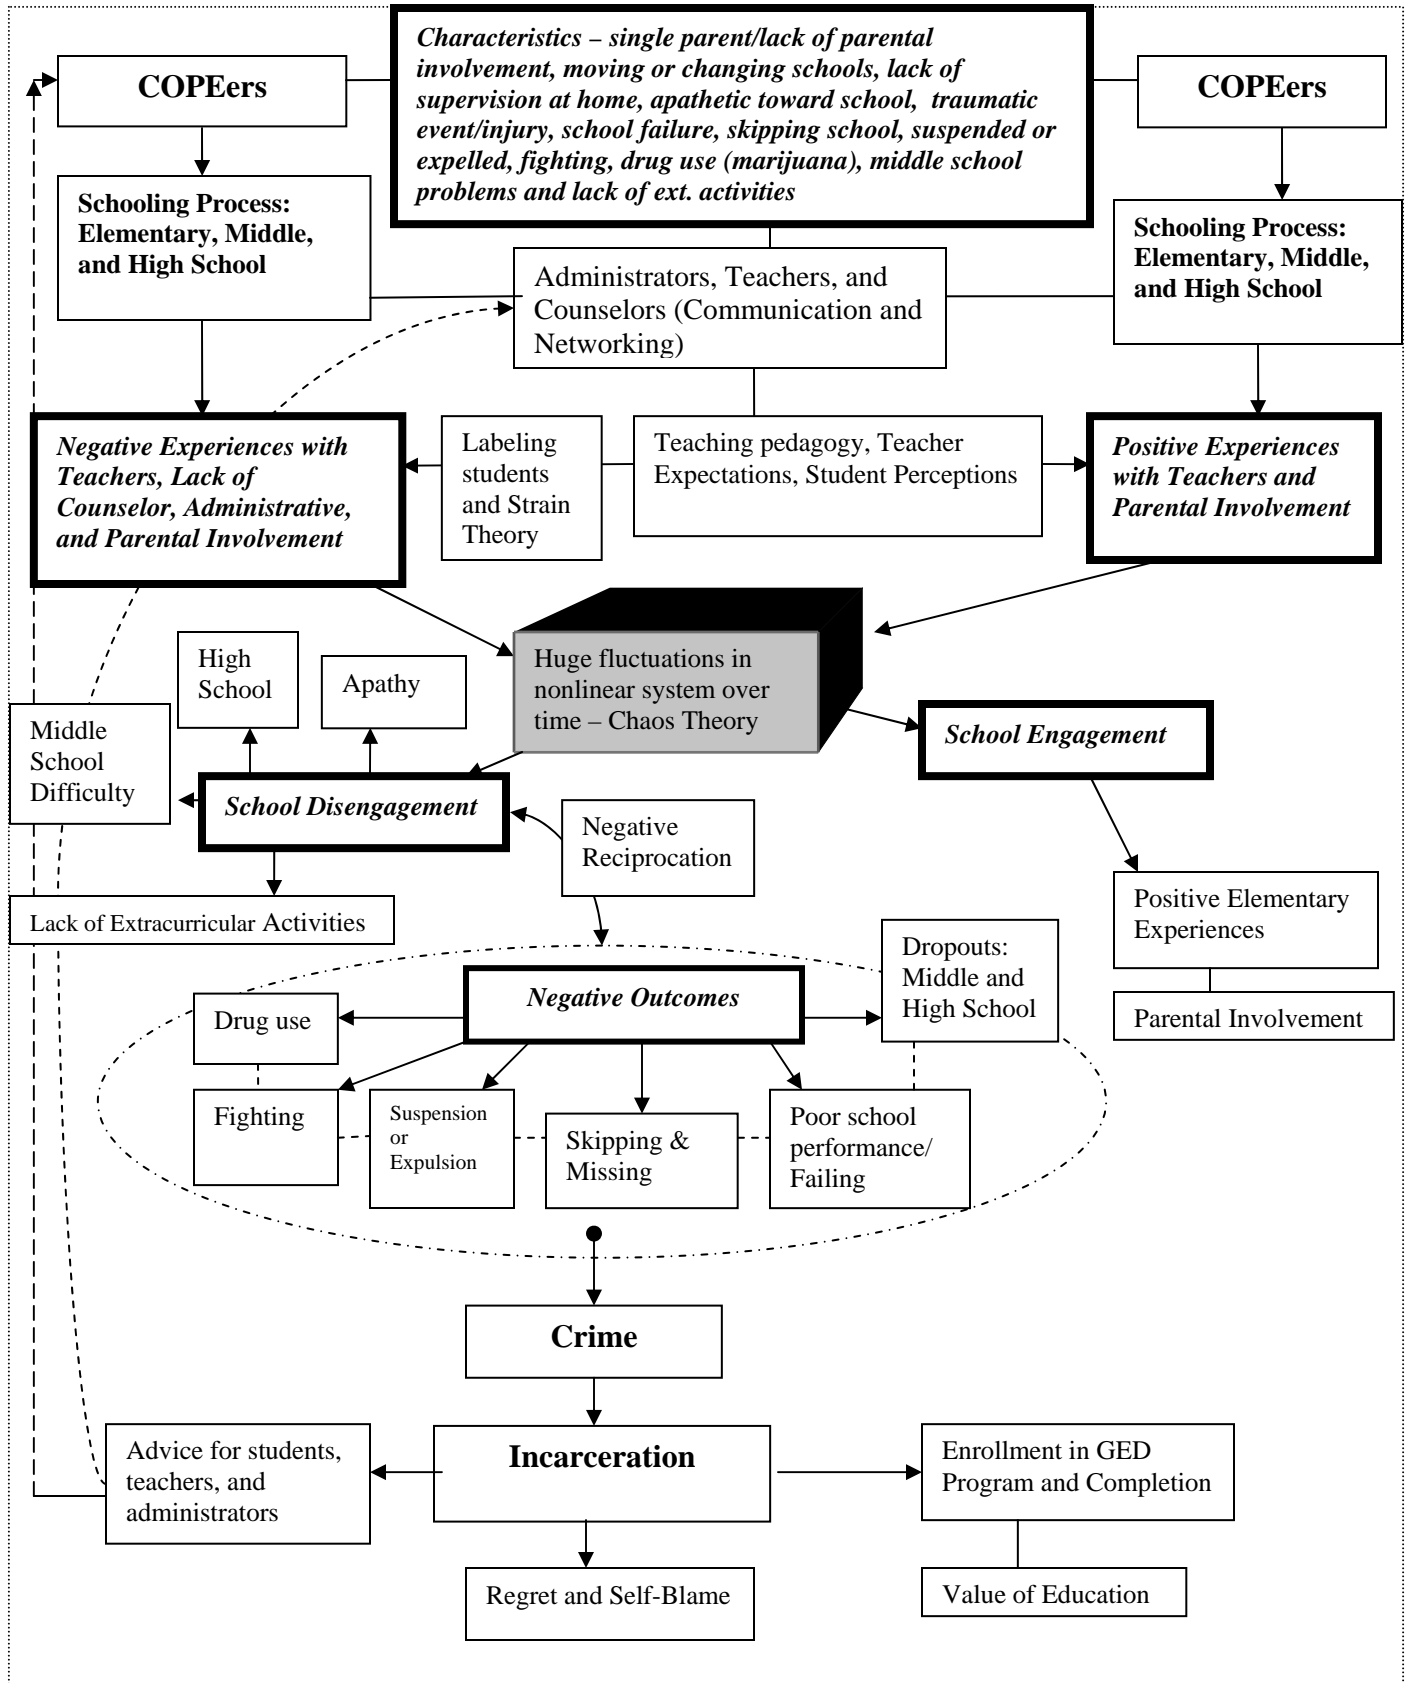 Characteristics – single parent/lack of parental
involvement, moving or changing schools, lack of
supervision at home, apathetic toward school, traumatic
event/injury, school failure, skipping school, suspended or
expelled, fighting, drug use (marijuana), middle school
problems and lack of ext. activities
COPEers
COPEers
Schooling Process:
Elementary, Middle,
and High School
Administrators, Teachers, and
Counselors (Communication and
Networking)
Schooling Process:
Elementary, Middle,
and High School
Negative Experiences with
Teachers, Lack of
Counselor, Administrative,
and Parental Involvement
Labeling
students
and Strain
Theory
Teaching pedagogy, Teacher
Expectations, Student Perceptions
Positive Experiences
with Teachers and
Parental Involvement
High
School
Apathy
Huge fluctuations in
nonlinear system over
time – Chaos Theory
Middle
School
Difficulty
School Engagement
School Disengagement
Negative
Reciprocation
Lack of Extracurricular Activities
Positive Elementary
Experiences
Parental Involvement
Negative Outcomes
Dropouts:
Middle and
High School
Drug use
Fighting
Suspension
or
Expulsion
Skipping &
Missing
Poor school
performance/
Failing
Crime
Incarceration
Advice for students,
teachers, and
administrators
Enrollment in GED
Program and Completion
Regret and Self-Blame
Value of Education